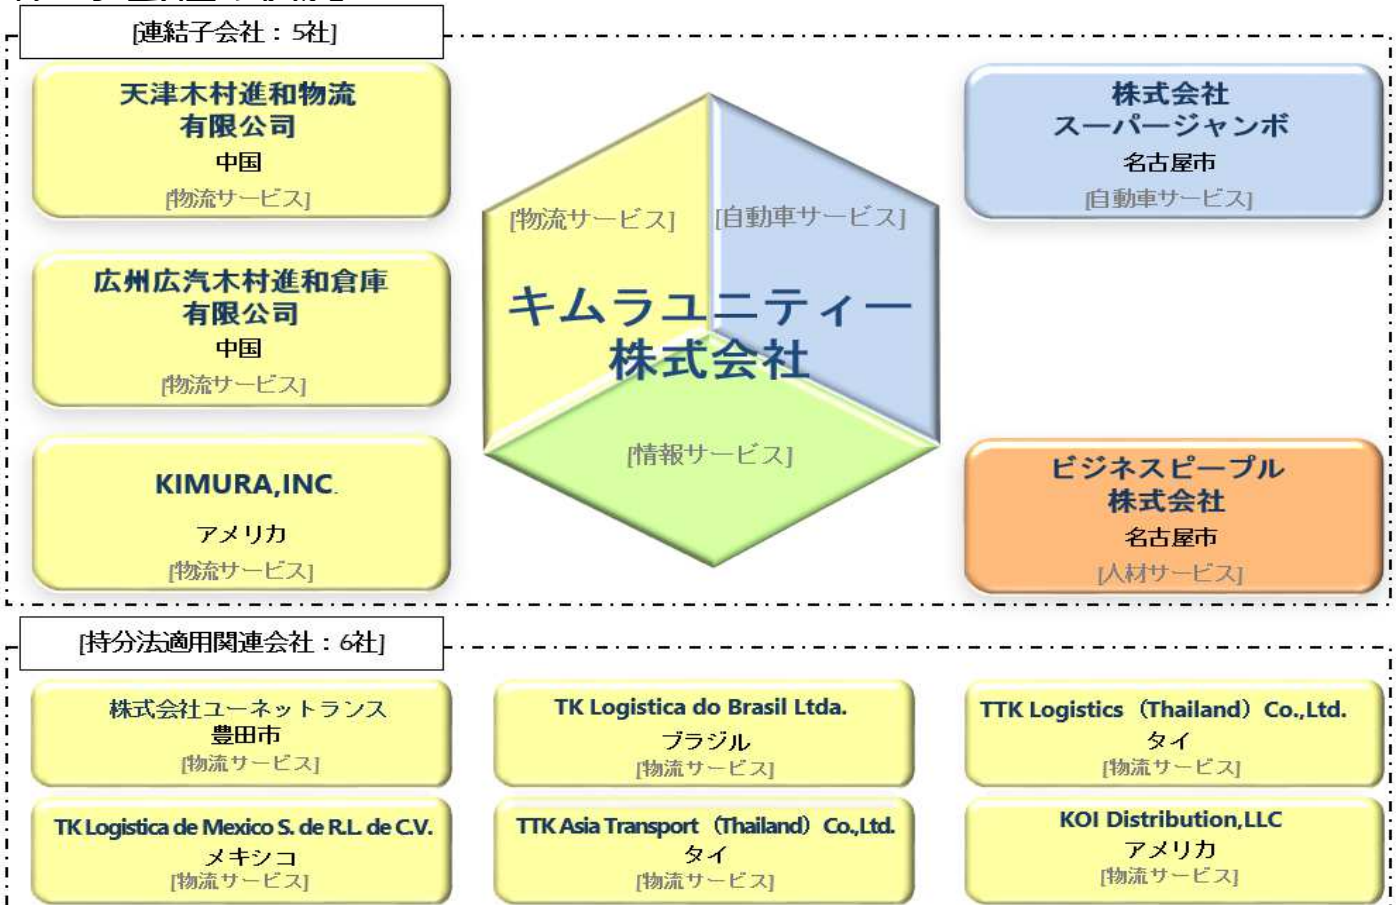 [連結子会社：5社]
天津木村進和物流
有限公司
中国
[物流サービス]
広州広汽木村進和倉庫
有限公司
中国
[物流サービス]
KIMURA,INC.
アメリカ
[物流サービス]
[物流サービス]
[自動車サービス]
キムラユニティー
株式会社
[情報サービス]
株式会社
スーパージャンボ
名古屋市
[自動車サービス]
ビジネスピープル
株式会社
名古屋市
[人材サービス]
[持分法適用関連会社：6社]
株式会社ユーネットランス
豊田市
[物流サービス]
TK Logistica do Brasil Ltda.
ブラジル
[物流サービス]
TTK Logistics（Thailand）Co.,Ltd.
タイ
[物流サービス]
TK Logistica de Mexico S. de R.L. de C.V.
メキシコ
[物流サービス]
TTK Asia Transport（Thailand）Co.,Ltd.
タイ
[物流サービス]
KOI Distribution,LLC
アメリカ
[物流サービス]